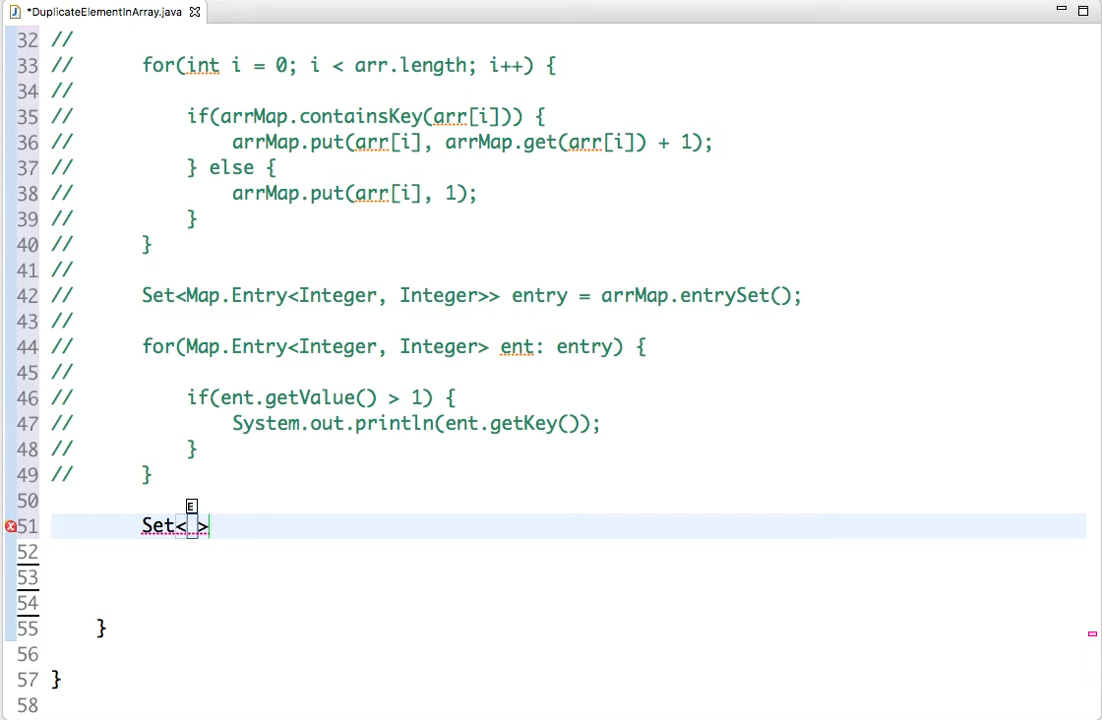 *DuplicateElementInArray.java
32 //
33 // for(int i = 0; i < arr.length; i++) {
34 //
35 // if(arrMap.containsKey(arr[i])) {
36 // arrMap.put(arr[i], arrMap.get(arr[i]) + 1);
37 // } else {
38 // arrMap.put(arr[i], 1);
39 // }
40 // }
41 //
42 // Set<Map.Entry<Integer, Integer>> entry = arrMap.entrySet();
43 //
44 // for(Map.Entry<Integer, Integer> ent: entry) {
45 //
46 // if(ent.getValue() > 1) {
47 // System.out.println(ent.getKey());
48 // }
49 // }
50
E
51 Set< >
52
53
54
55 }
56
57 }
58